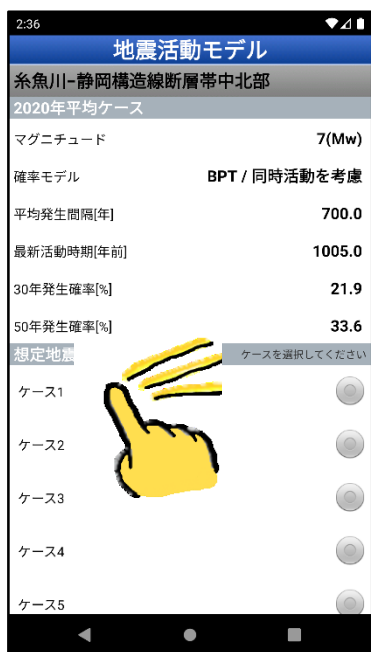 2:36
地震活動モデル
糸魚川-静岡構造線断層帯中北部
2020年平均ケース
マグニチュード 7(Mw)
確率モデル BPT / 同時活動を考慮
平均発生間隔[年] 700.0
最新活動時期[年前] 1005.0
30年発生確率[%] 21.9
50年発生確率[%] 33.6
想定地震 ケースを選択してください
ケース1
ケース2
ケース3
ケース4
ケース5